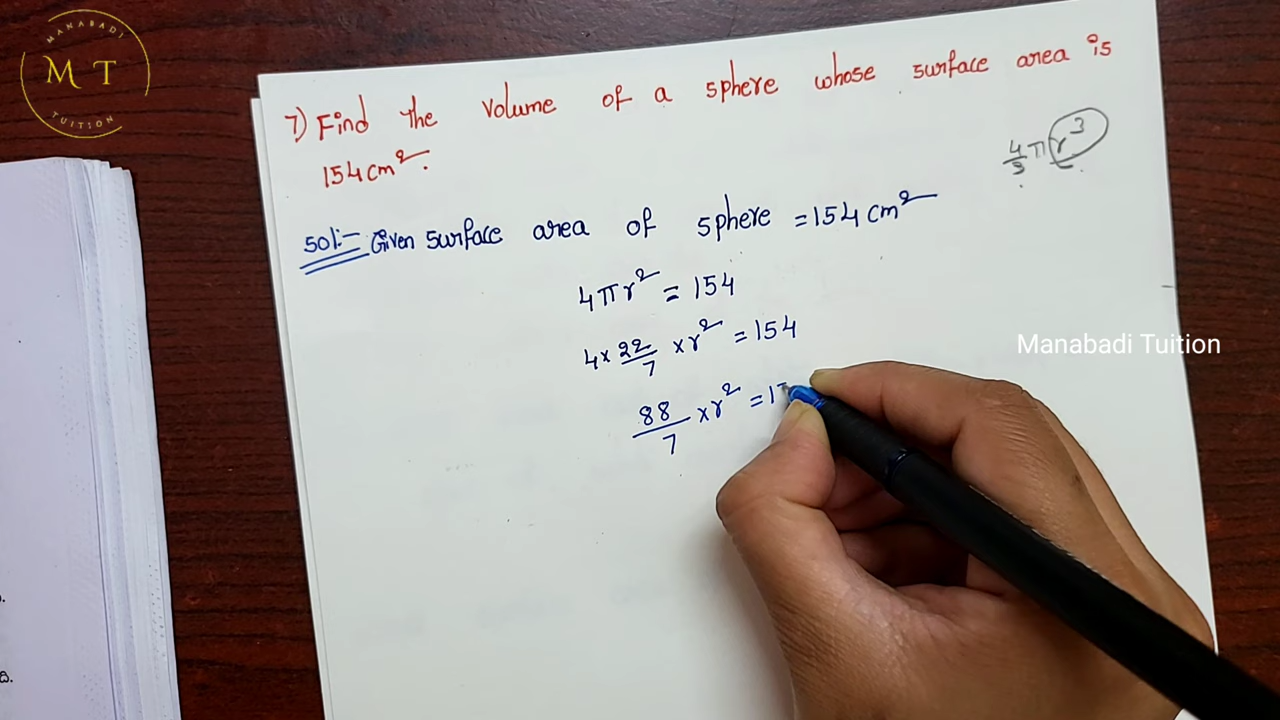 MANABADI
M T
TUITION
7) Find the volume of a sphere whose surface area is
154 cm².
4/3 πr³
Sol:- Given Surface area of sphere = 154 cm²
4πr² = 154
4 × 22/7 × r² = 154
Manabadi Tuition
88/7 × r² = 1
ది.